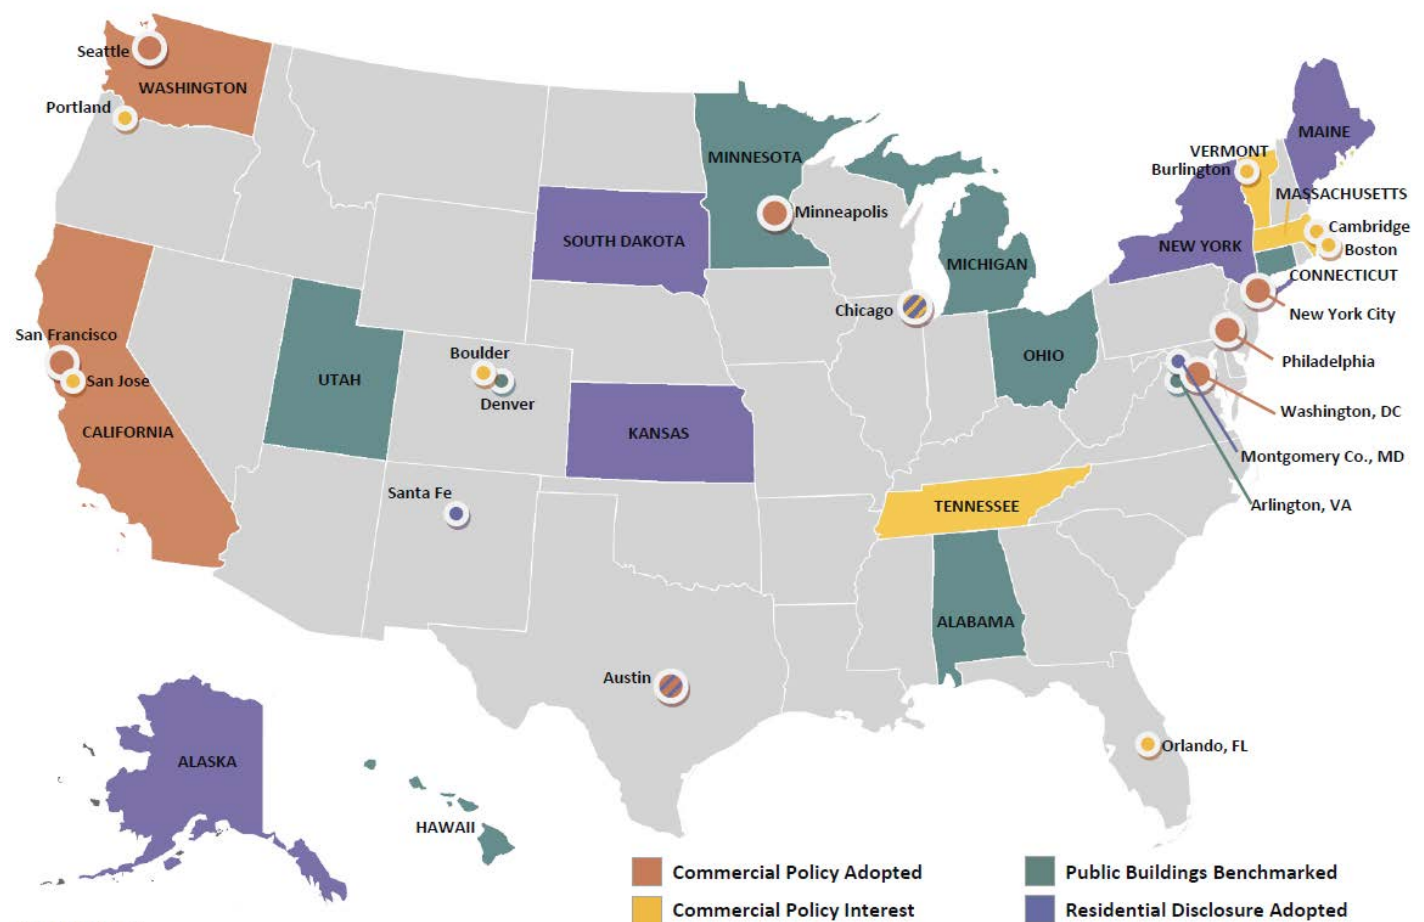 Seattle
WASHINGTON
Portland
MINNESOTA
Minneapolis
SOUTH DAKOTA
MICHIGAN
Chicago
VERMONT
Burlington
MAINE
MASSACHUSETTS
Cambridge
Boston
NEW YORK
CONNECTICUT
New York City
Philadelphia
Washington, DC
Montgomery Co., MD
Arlington, VA
San Francisco
San Jose
CALIFORNIA
UTAH
Boulder
Denver
KANSAS
OHIO
Santa Fe
TENNESSEE
ALABAMA
Austin
Orlando, FL
ALASKA
HAWAII
Commercial Policy Adopted
Commercial Policy Interest
Public Buildings Benchmarked
Residential Disclosure Adopted